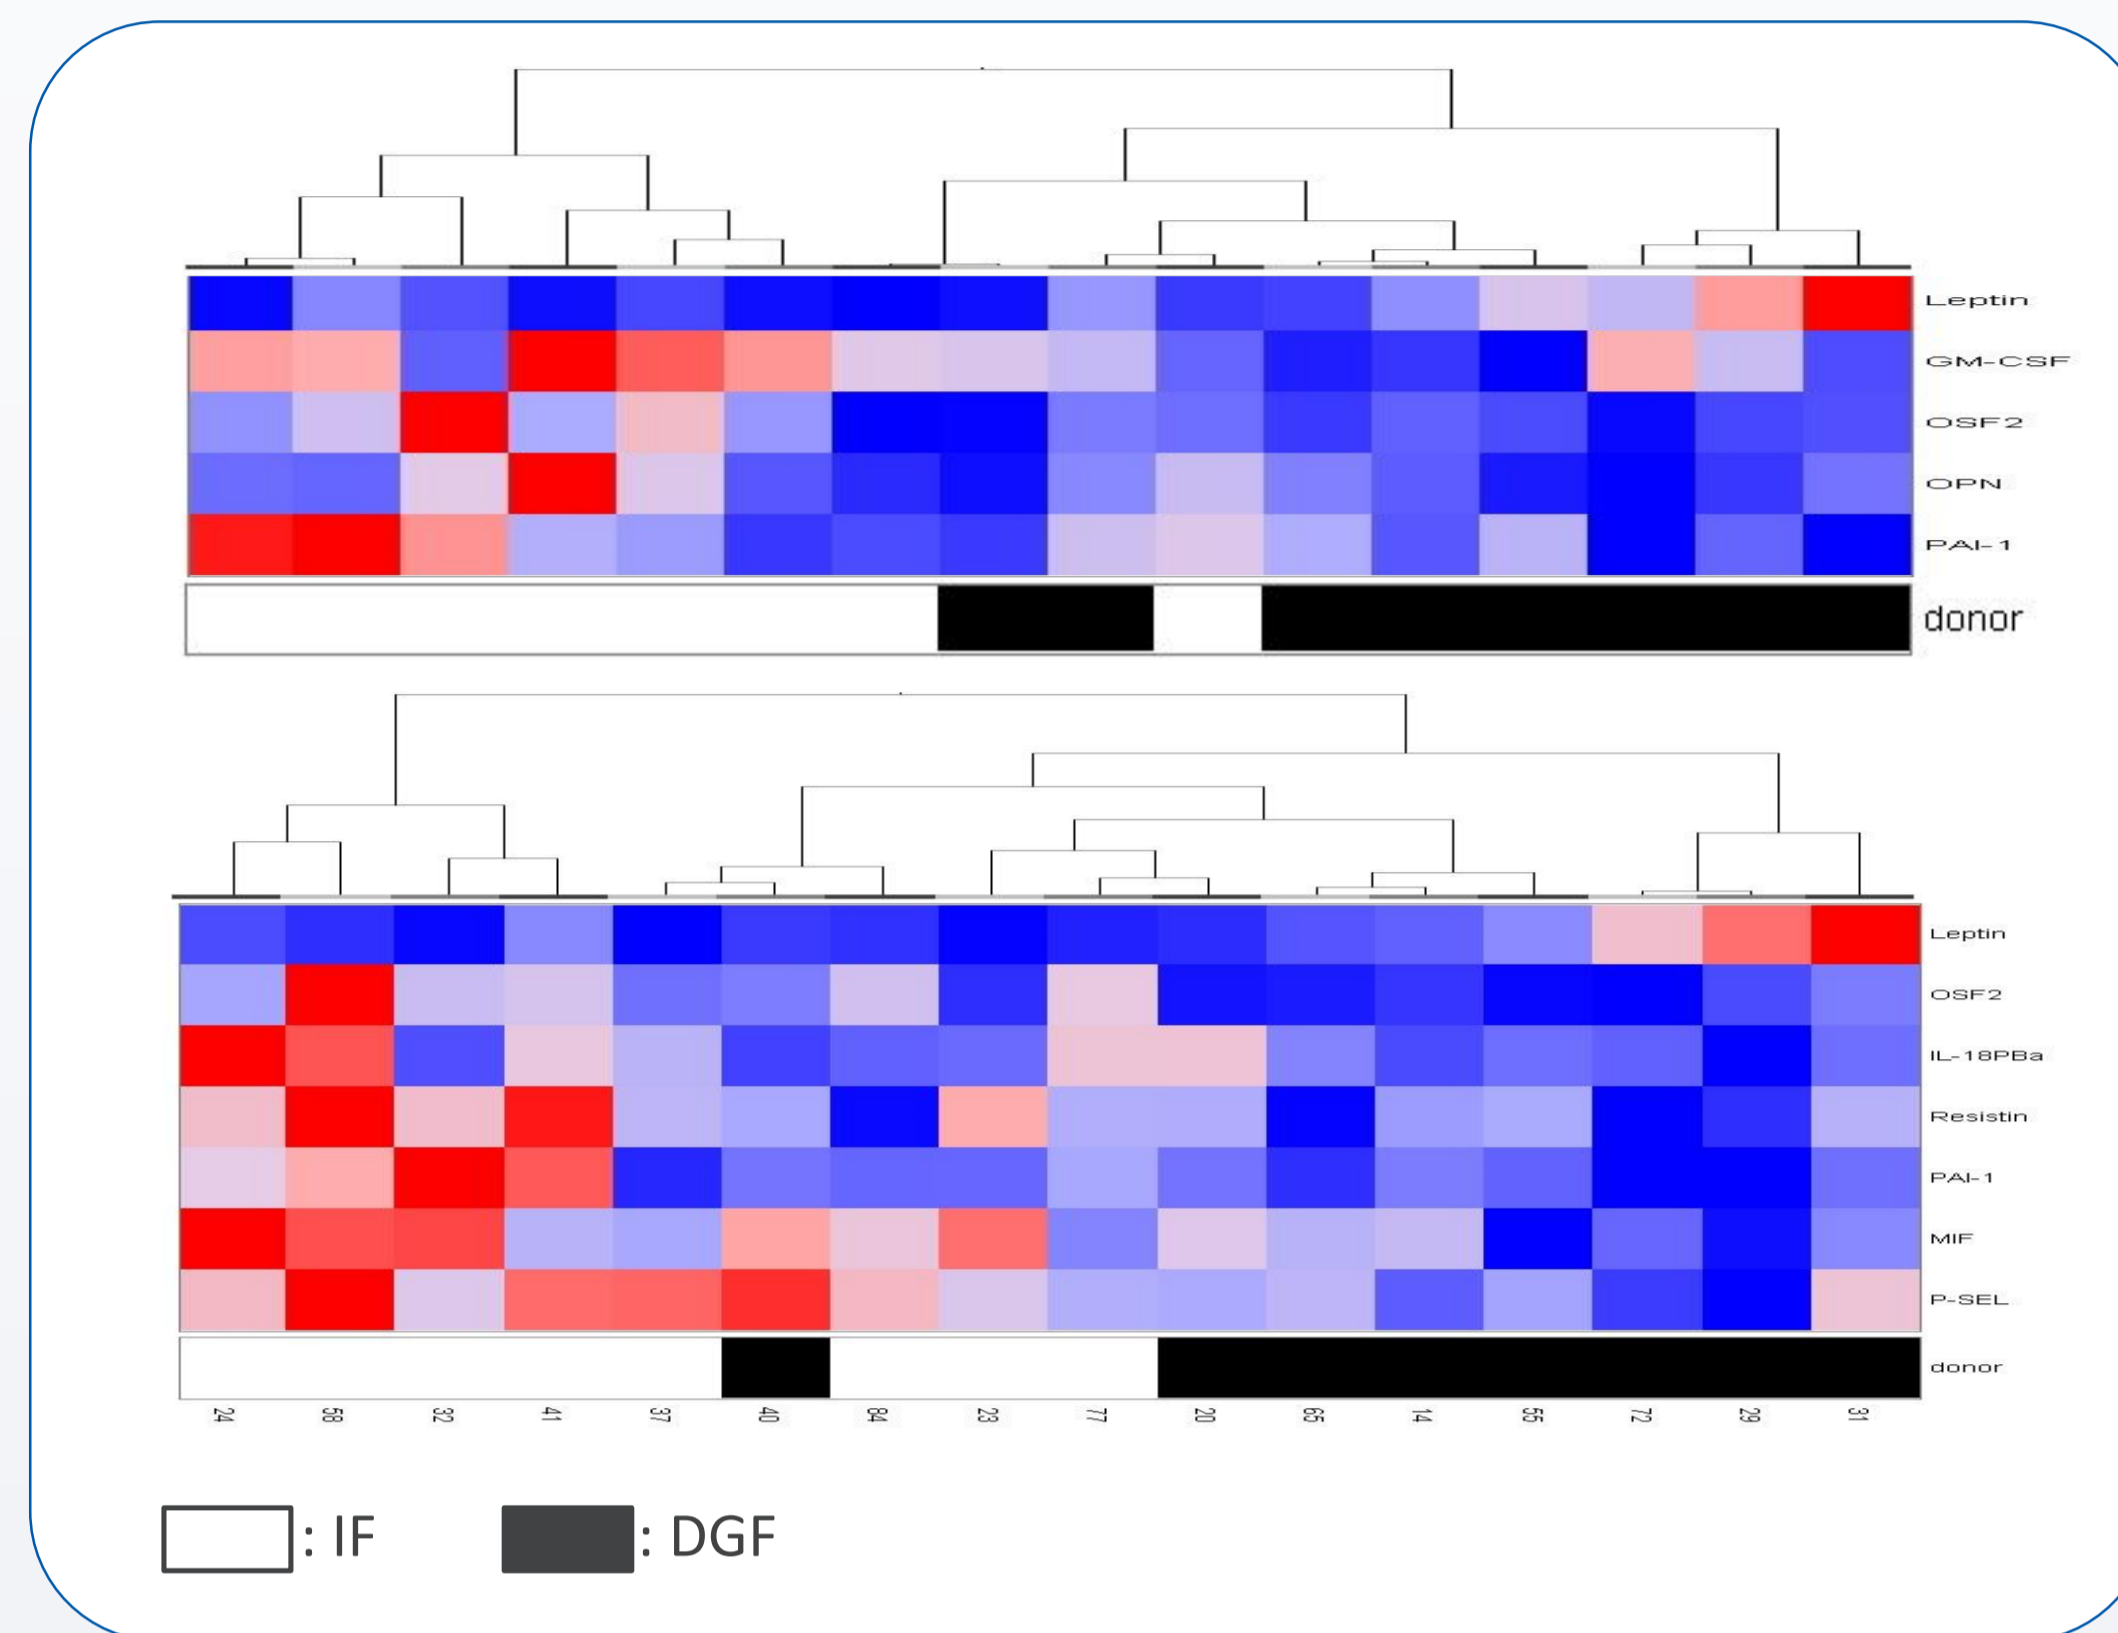 Leptin
GM-CSF
OSF2
OPN
PAI-1
donor
Leptin
OSF2
IL-18PBa
Resistin
PAI-1
MIF
P-SEL
donor
24 58 32 41 37 40 84 23 77 20 65 14 55 72 29 31
: IF : DGF